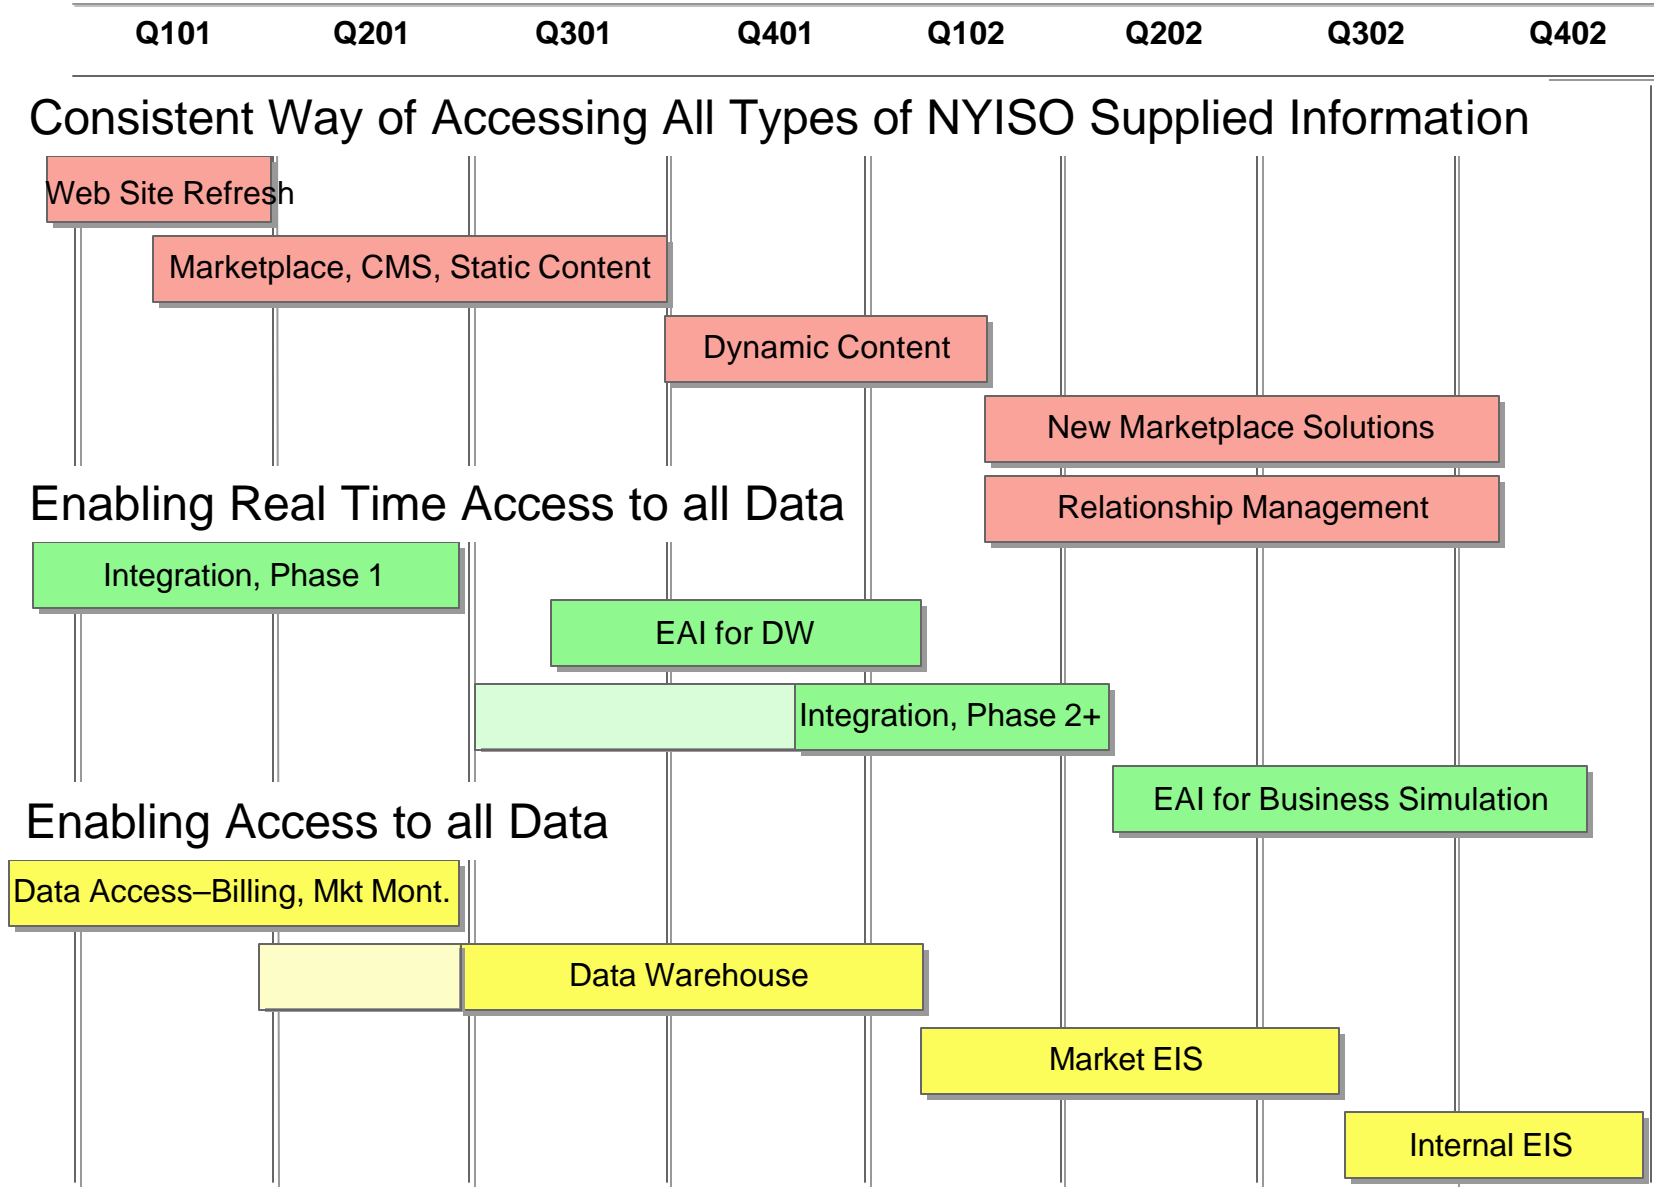 Q101 Q201 Q301 Q401 Q102 Q202 Q302 Q402
Consistent Way of Accessing All Types of NYISO Supplied Information
Web Site Refresh
Marketplace, CMS, Static Content
Dynamic Content
New Marketplace Solutions
Enabling Real Time Access to all Data
Relationship Management
Integration, Phase 1
EAI for DW
Integration, Phase 2+
EAI for Business Simulation
Enabling Access to all Data
Data Access–Billing, Mkt Mont.
Data Warehouse
Market EIS
Internal EIS